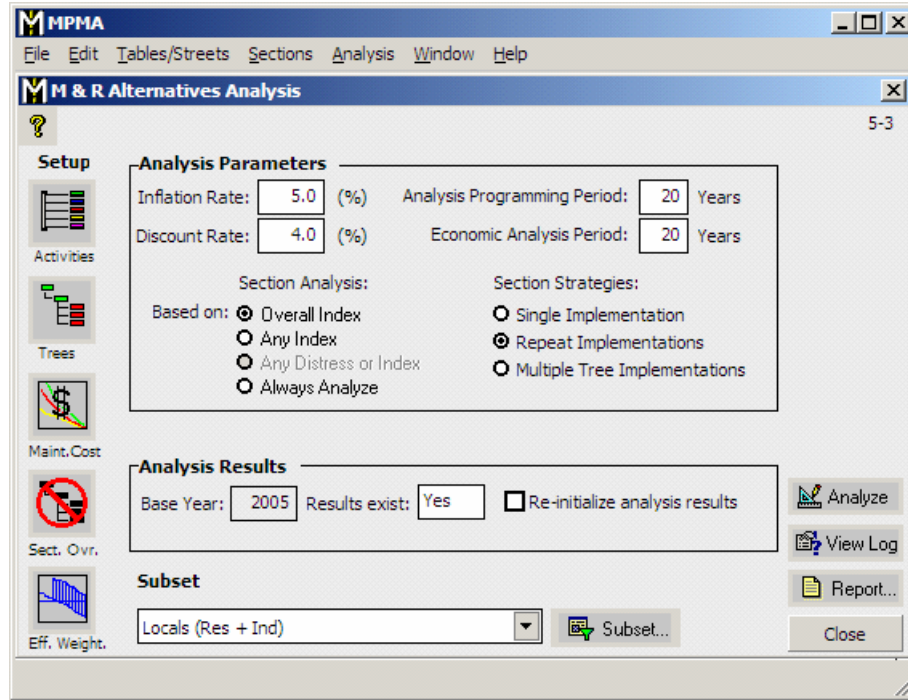 MPMA
File Edit Tables/Streets Sections Analysis Window Help
M & R Alternatives Analysis
5-3
Setup
Activities
Trees
Maint.Cost
Sect. Ovr.
Eff. Weight.
Analysis Parameters
Inflation Rate: 5.0 (%) Analysis Programming Period: 20 Years
Discount Rate: 4.0 (%) Economic Analysis Period: 20 Years
Section Analysis: Section Strategies:
Based on: Overall Index Single Implementation
Any Index Repeat Implementations
Any Distress or Index Multiple Tree Implementations
Always Analyze
Analysis Results
Base Year: 2005 Results exist: Yes Re-initialize analysis results
Subset
Locals (Res + Ind) Subset...
Analyze
View Log
Report...
Close